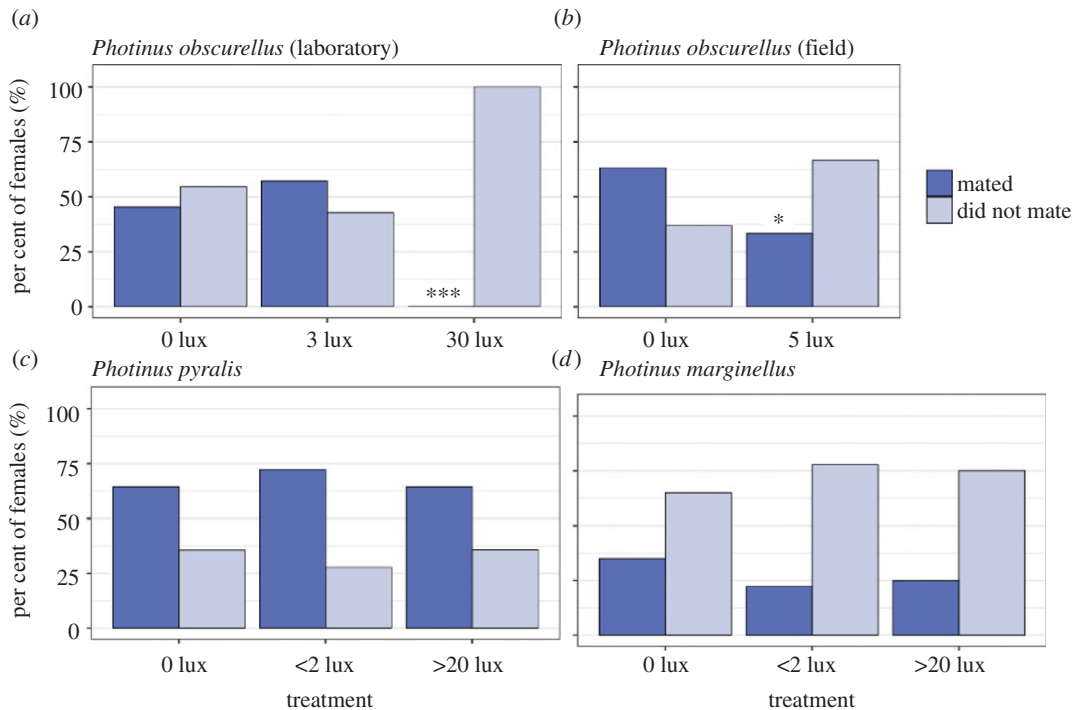 (a)
Photinus obscurellus (laboratory)
per cent of females (%)
100
75
50
25
0
***
0 lux
3 lux
30 lux
(b)
Photinus obscurellus (field)
*
0 lux
5 lux
mated
did not mate
(c)
Photinus pyralis
per cent of females (%)
100
75
50
25
0
0 lux
<2 lux
>20 lux
treatment
(d)
Photinus marginellus
0 lux
<2 lux
>20 lux
treatment